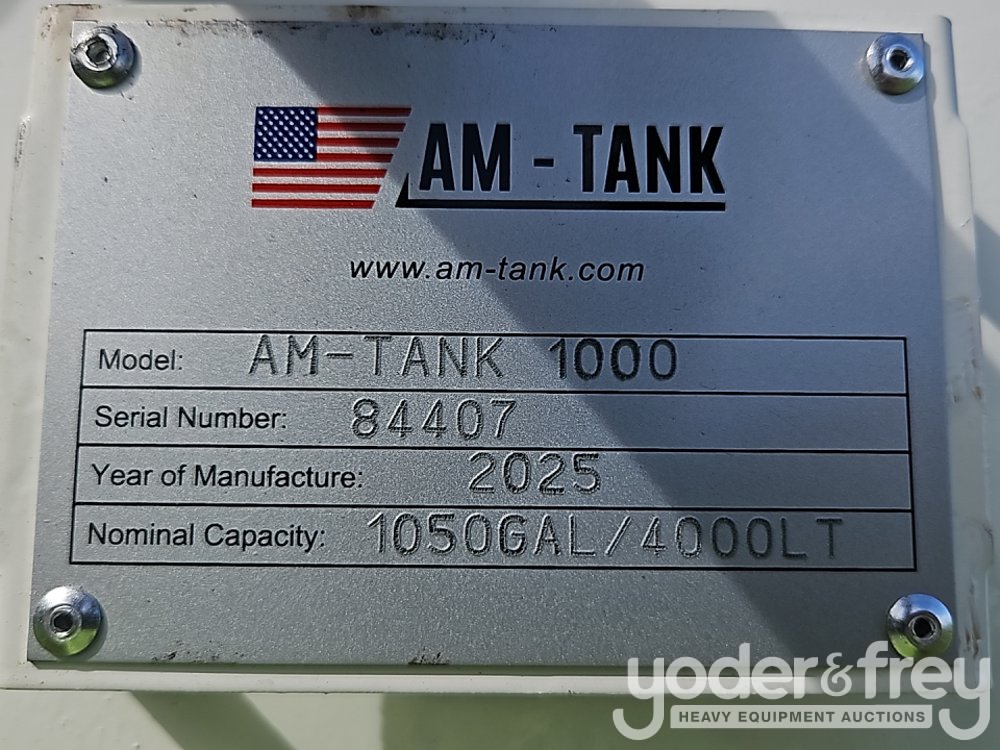 AM - TANK
www.am-tank.com
Model: AM-TANK 1000
Serial Number: 84407
Year of Manufacture: 2025
Nominal Capacity: 1050GAL/4000LT
yoder&frey
HEAVY EQUIPMENT AUCTIONS